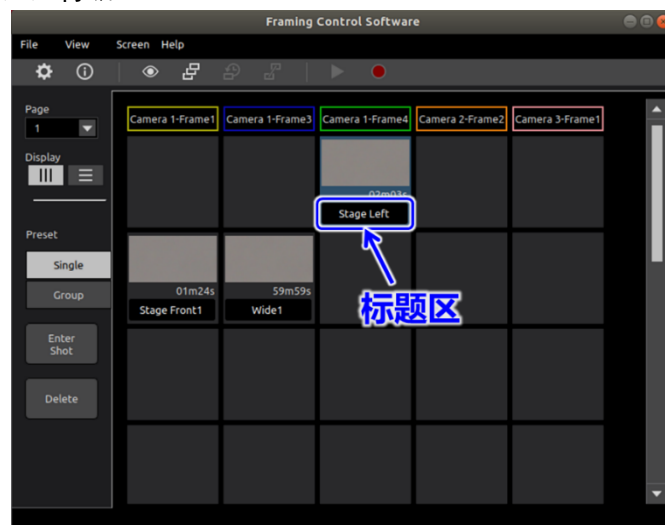 Framing Control Software
File View Screen Help
Page
1
Display
Preset
Single
Group
Enter
Shot
Delete
Camera 1-Frame1 Camera 1-Frame3 Camera 1-Frame4 Camera 2-Frame2 Camera 3-Frame1
02m03s
Stage Left
01m24s 59m59s
Stage Front1 Wide1
标题区